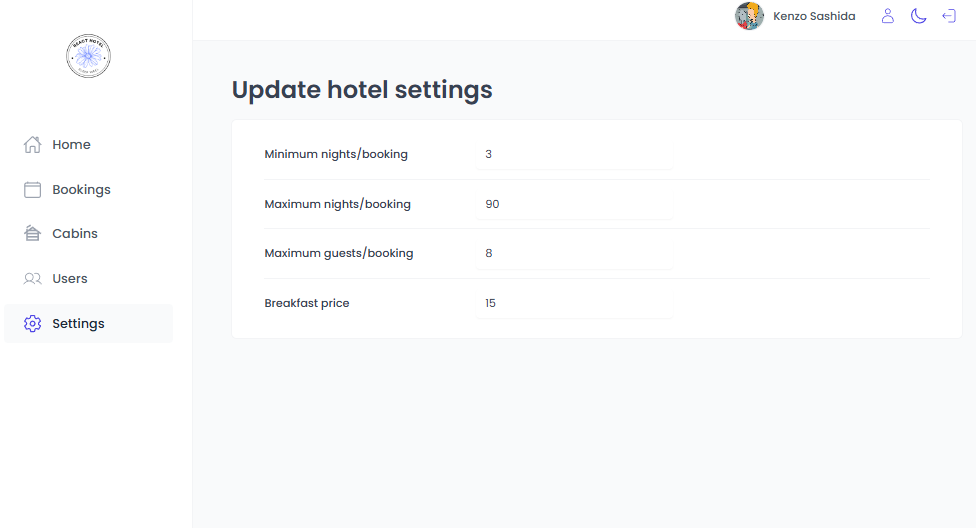 Kenzo Sashida
REACT HOTEL
Home
Bookings
Cabins
Users
Settings
Update hotel settings
Minimum nights/booking 3
Maximum nights/booking 90
Maximum guests/booking 8
Breakfast price 15